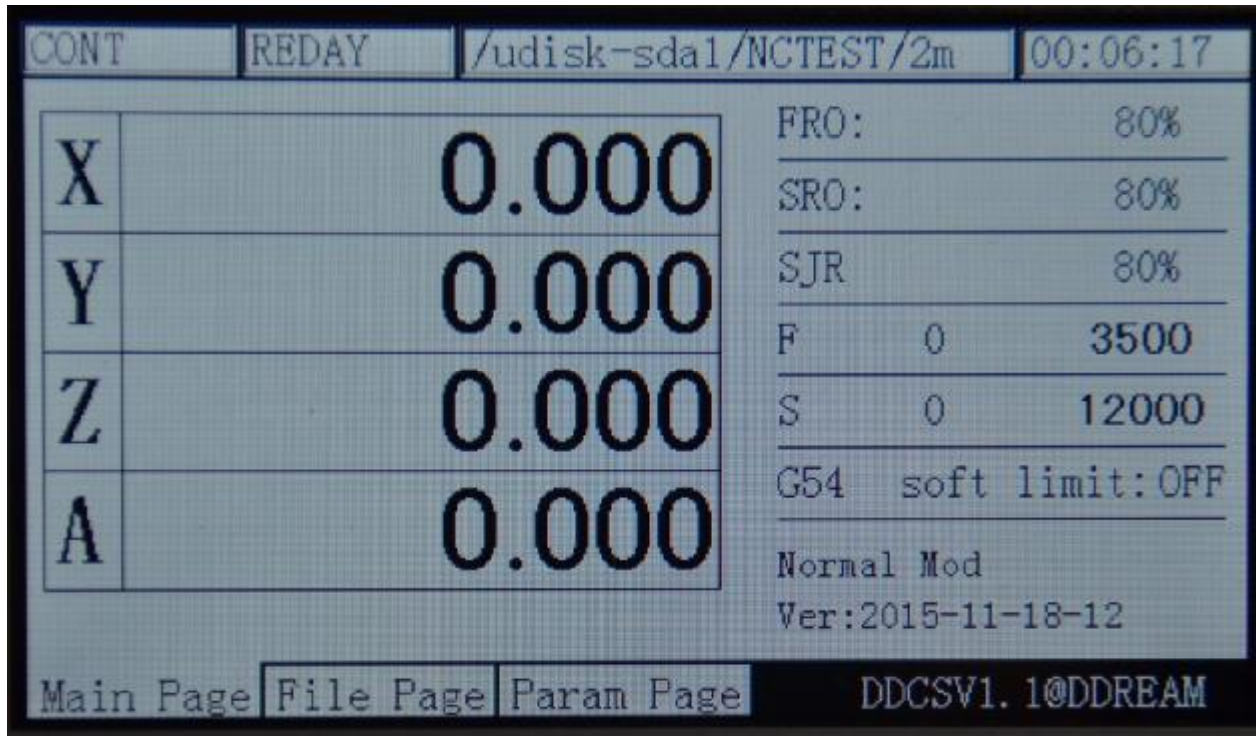 CONT REDAY /udisk-sda1/NCTEST/2m 00:06:17
X 0.000
Y 0.000
Z 0.000
A 0.000
FRO: 80%
SRO: 80%
SJR 80%
F 0 3500
S 0 12000
G54 soft limit:OFF
Normal Mod
Ver:2015-11-18-12
Main Page File Page Param Page DDCSV1.1@DDREAM